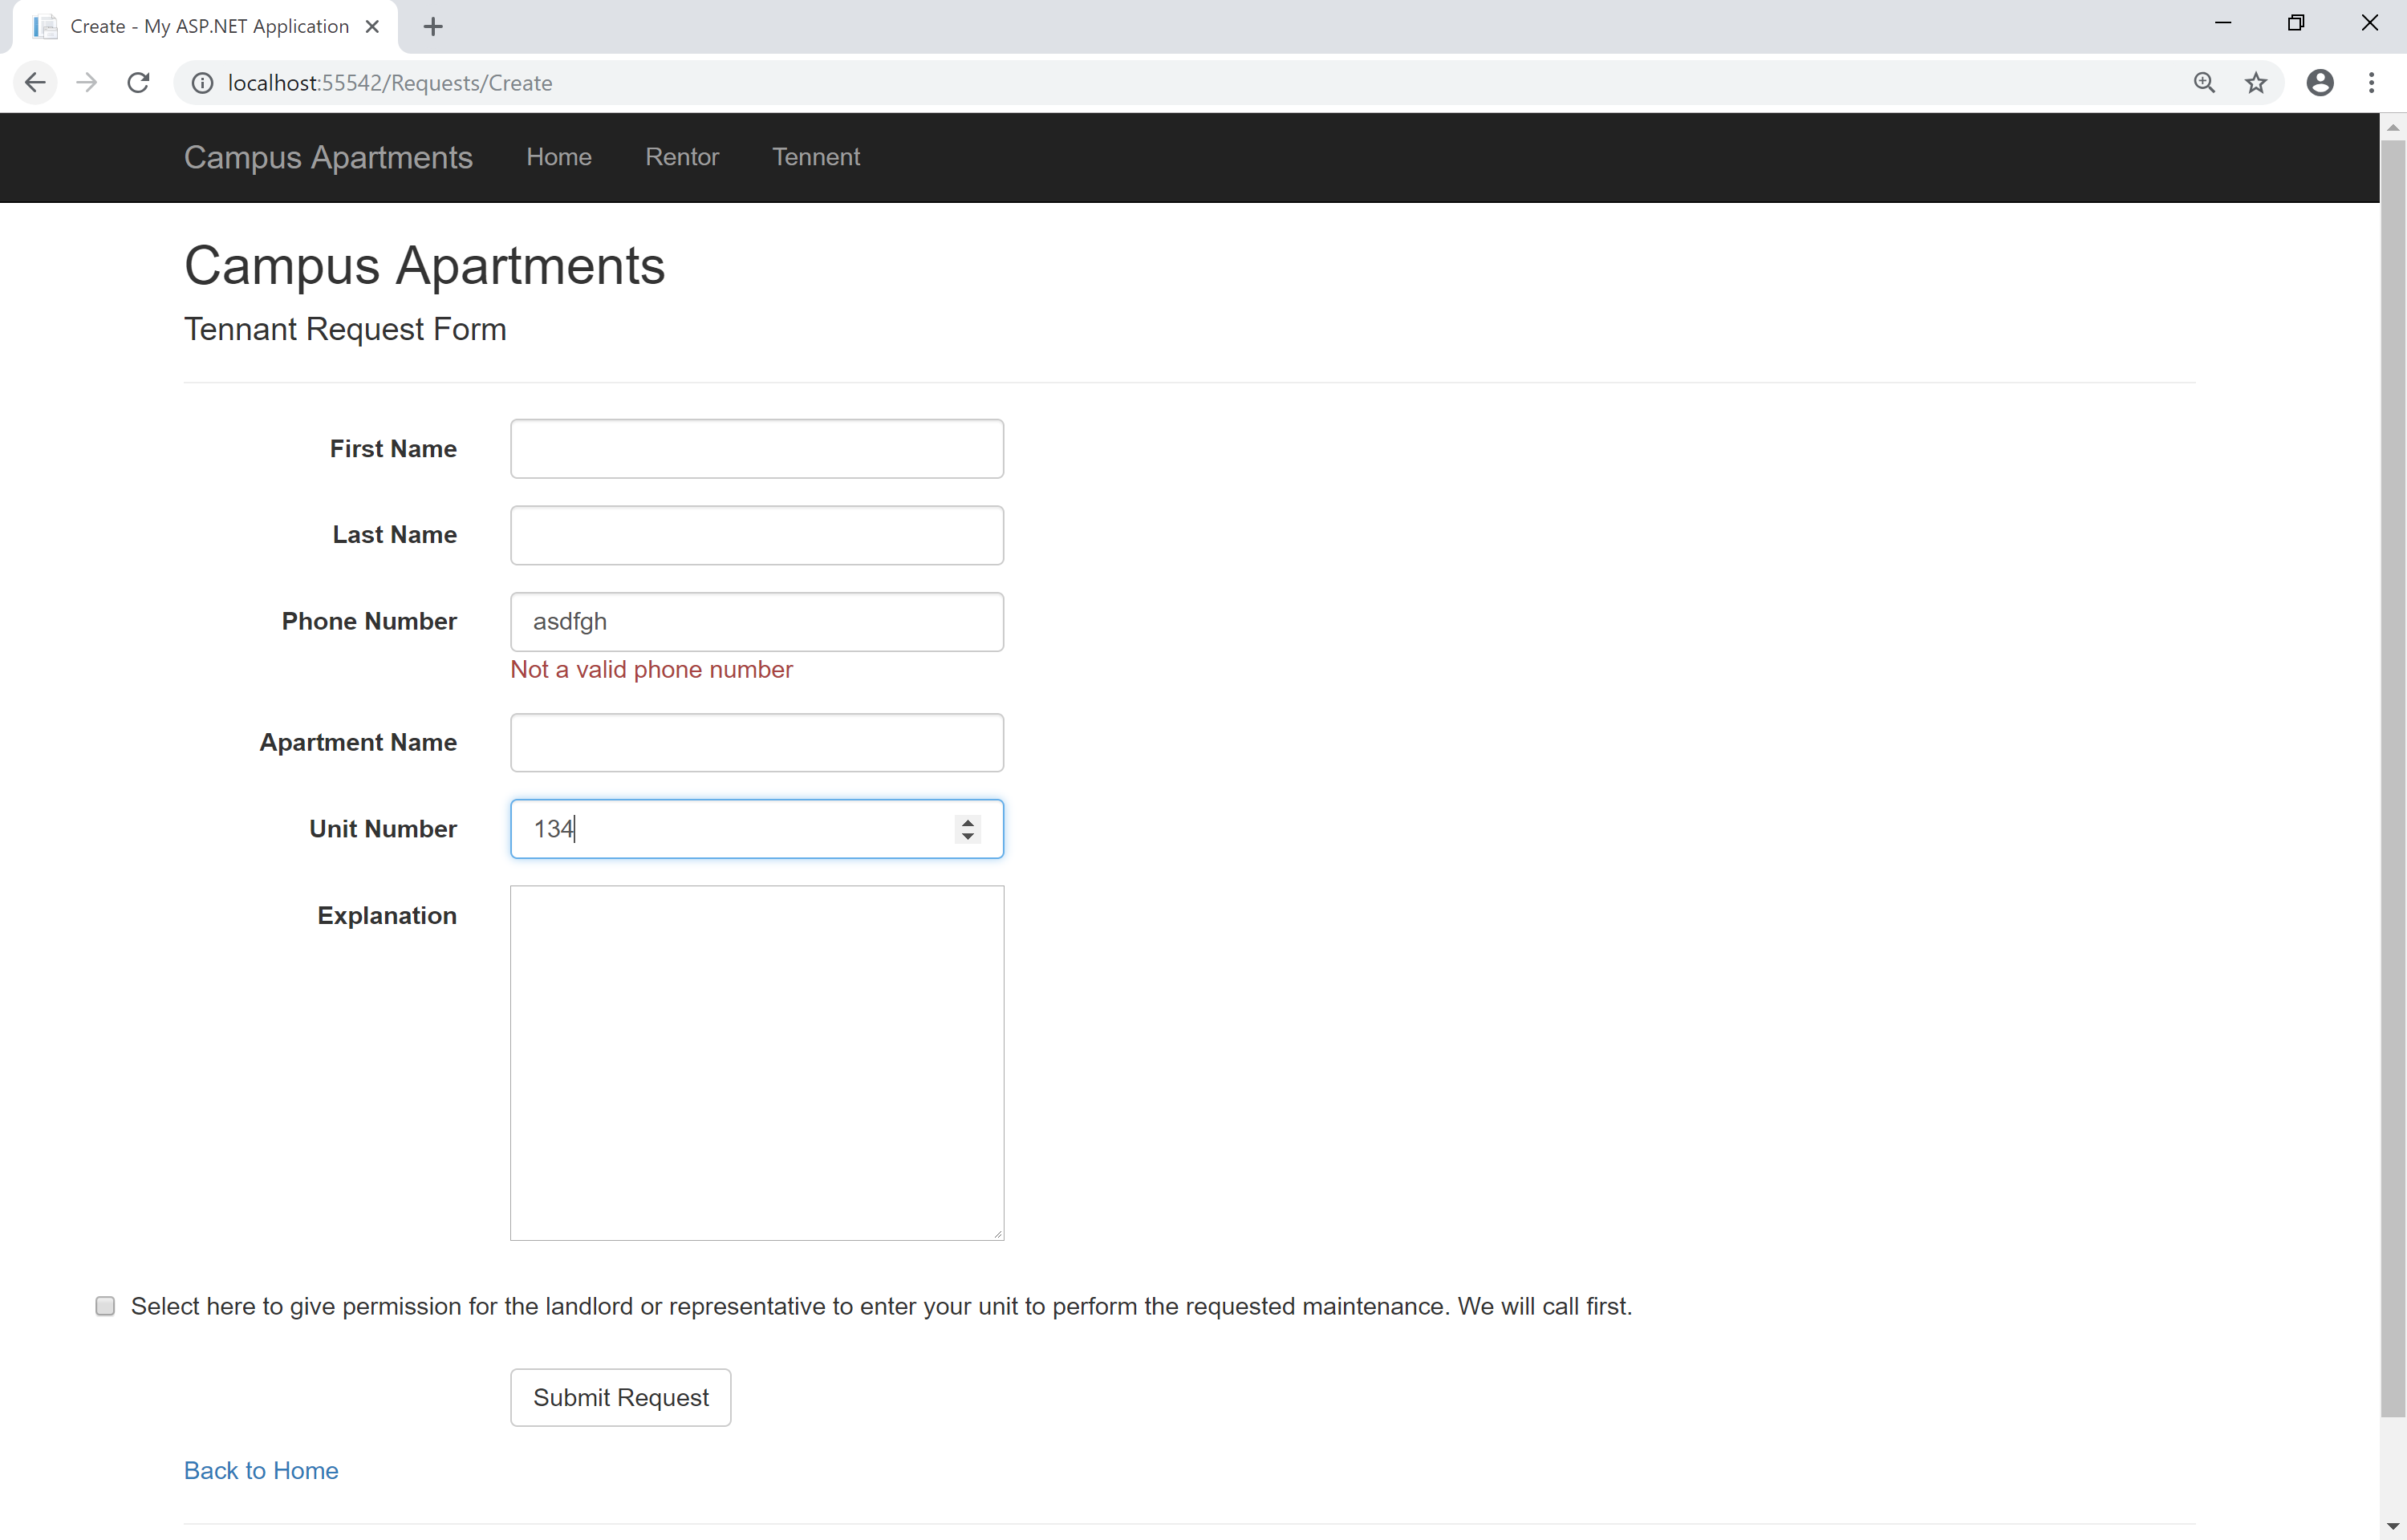 Create - My ASP.NET Application
localhost:55542/Requests/Create
Campus Apartments Home Rentor Tennent
Campus Apartments
Tennant Request Form
First Name
Last Name
Phone Number asdfgh
Not a valid phone number
Apartment Name
Unit Number 134
Explanation
Select here to give permission for the landlord or representative to enter your unit to perform the requested maintenance. We will call first.
Submit Request
Back to Home